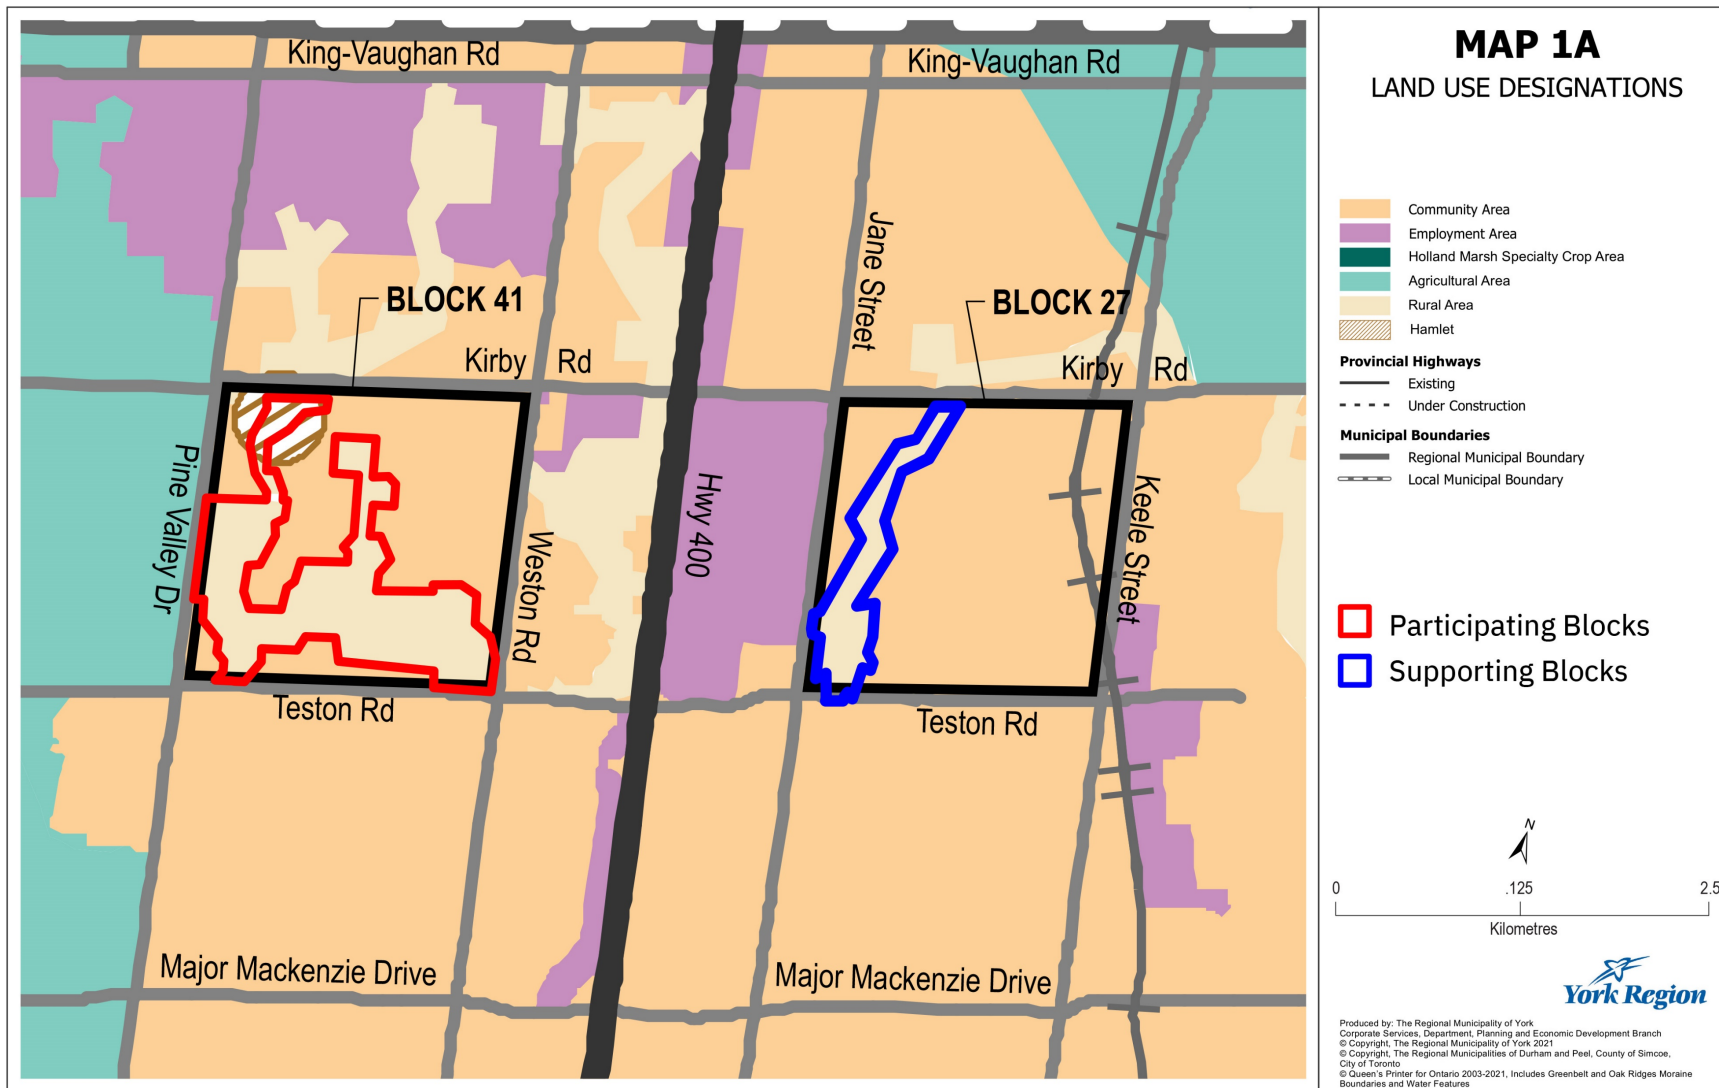 King-Vaughan Rd
King-Vaughan Rd
Jane Street
BLOCK 41
BLOCK 27
Kirby Rd
Kirby Rd
Pine Valley Dr
Weston Rd
Hwy 400
Keele Street
Teston Rd
Teston Rd
Major Mackenzie Drive
Major Mackenzie Drive
MAP 1A
LAND USE DESIGNATIONS
Community Area
Employment Area
Holland Marsh Specialty Crop Area
Agricultural Area
Rural Area
Hamlet
Provincial Highways
Existing
Under Construction
Municipal Boundaries
Regional Municipal Boundary
Local Municipal Boundary
Participating Blocks
Supporting Blocks
N
0 .125 2.5
Kilometres
York Region
Produced by: The Regional Municipality of York
Corporate Services, Department, Planning and Economic Development Branch
© Copyright, The Regional Municipality of York 2021
© Copyright, The Regional Municipalities of Durham and Peel, County of Simcoe,
City of Toronto
© Queen's Printer for Ontario 2003-2021, Includes Greenbelt and Oak Ridges Moraine
Boundaries and Water Features